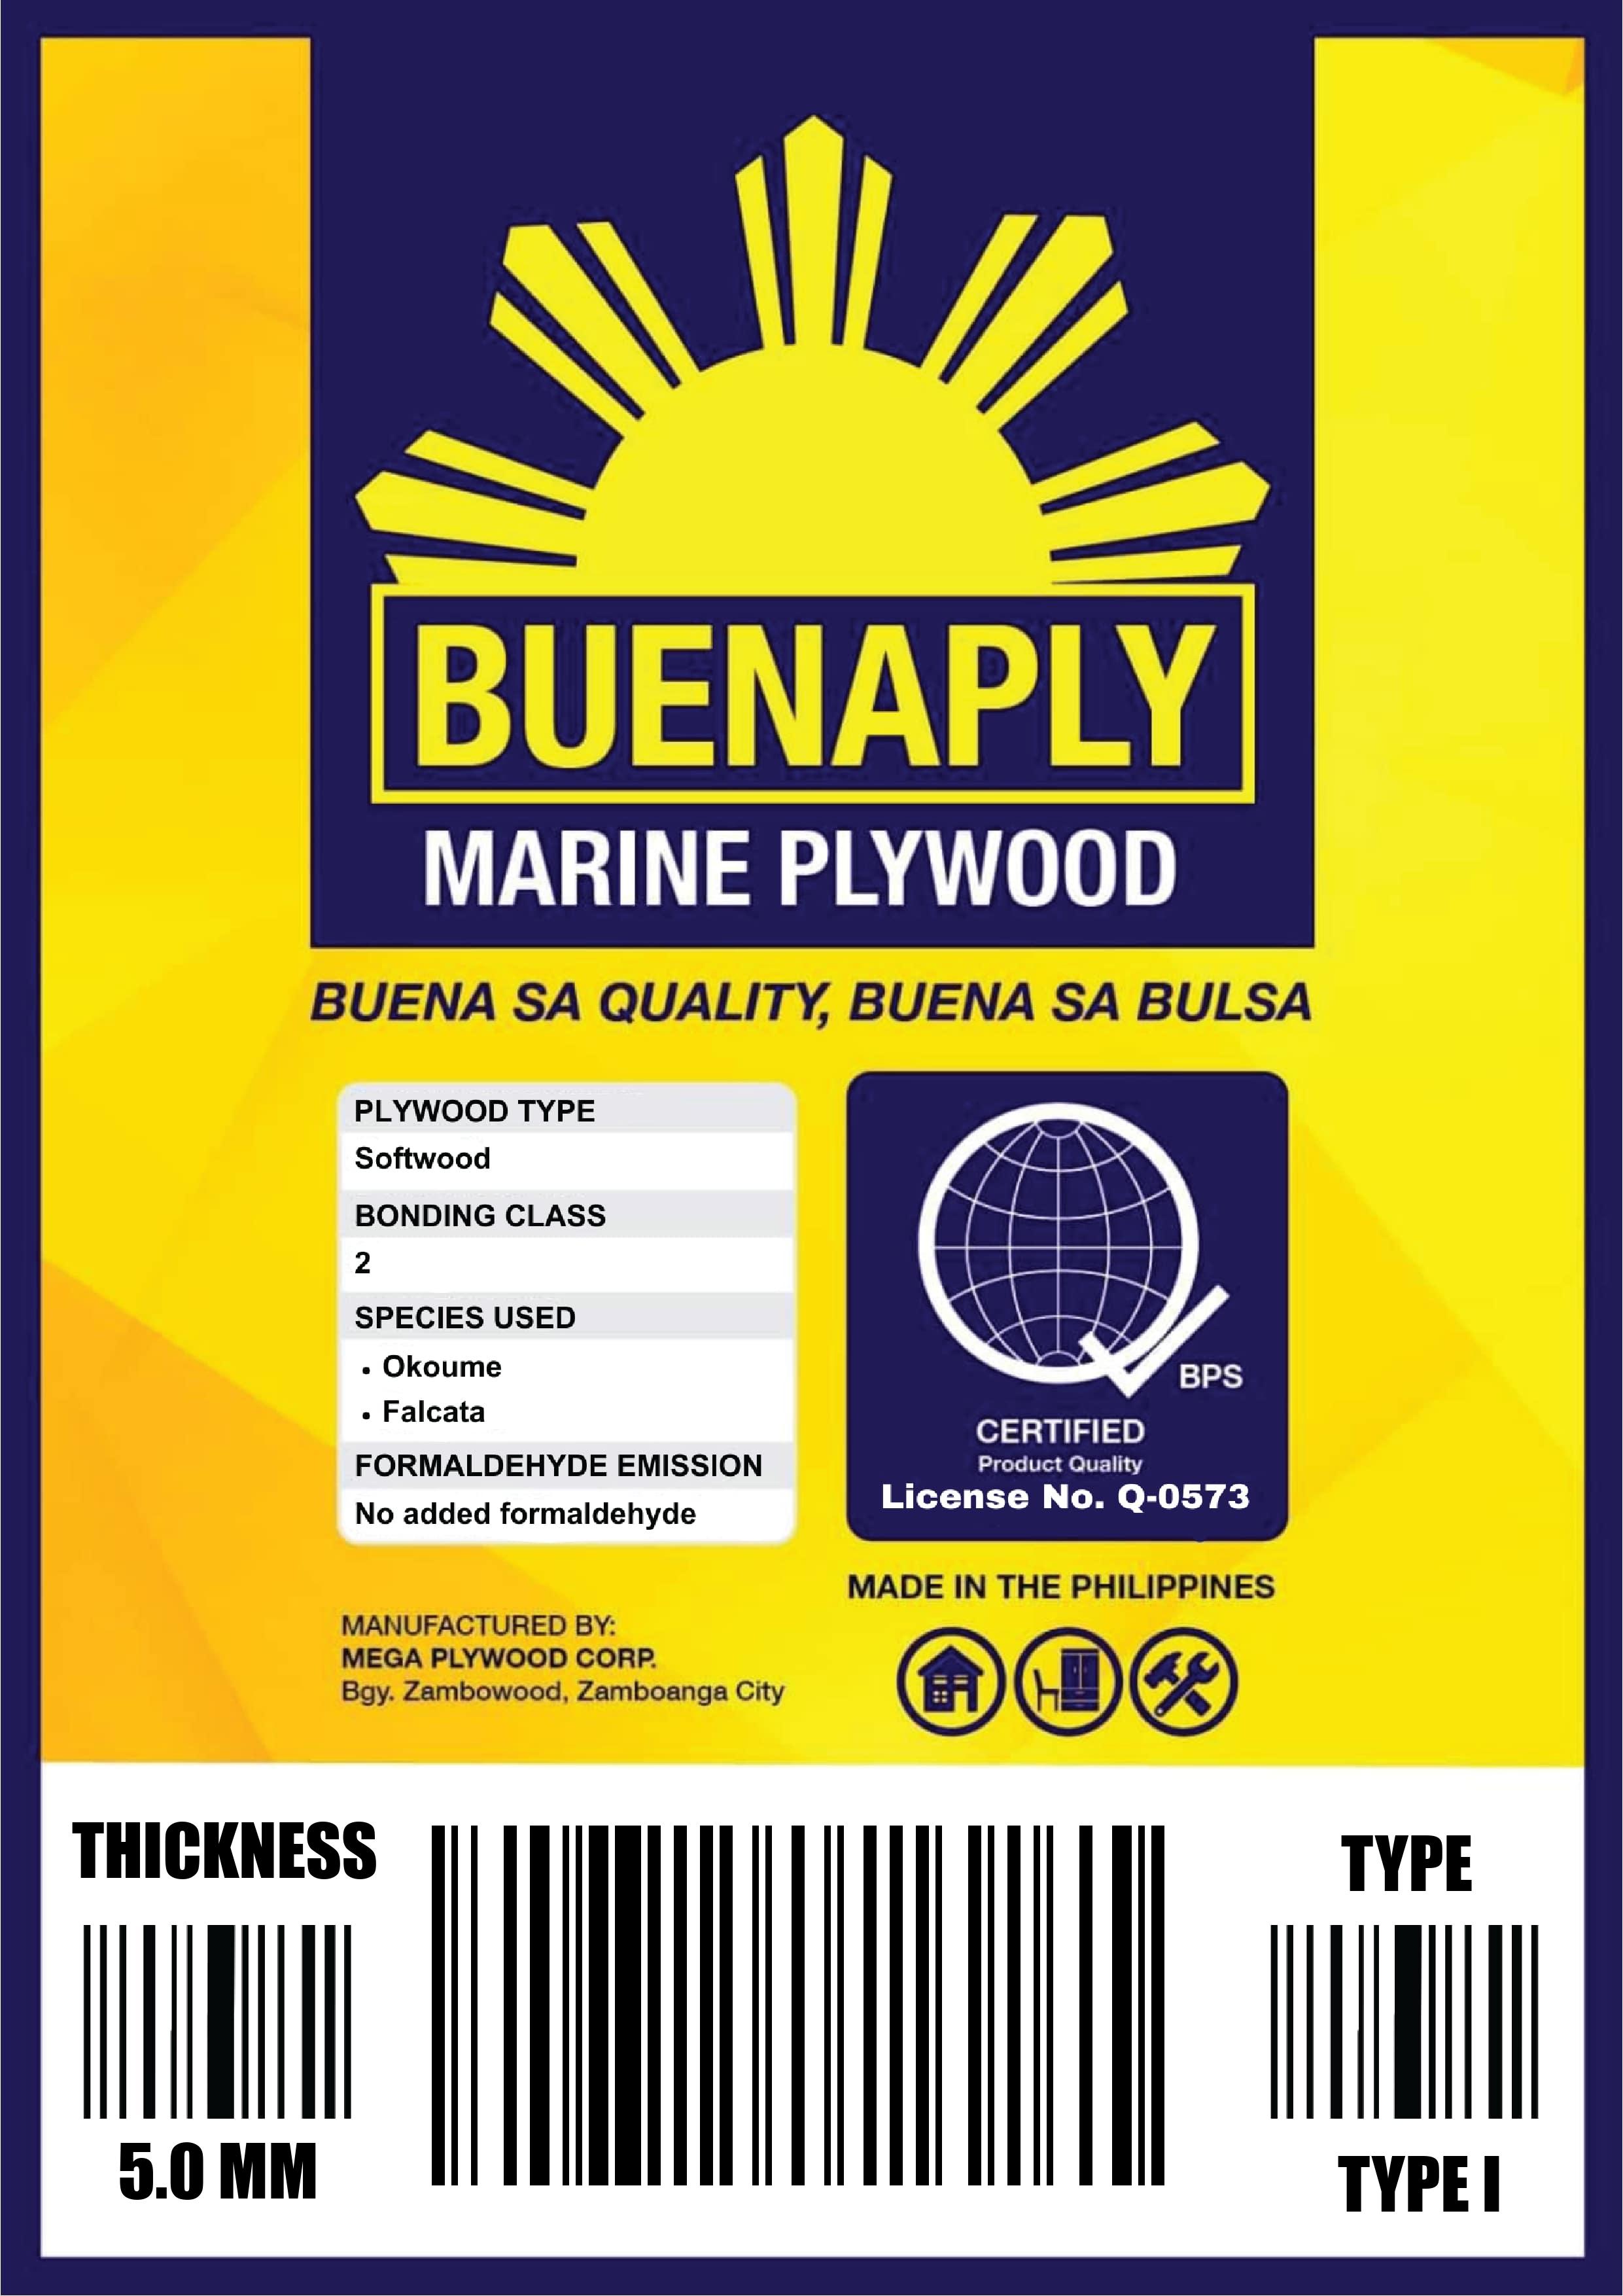 BUENAPLY
MARINE PLYWOOD
BUENA SA QUALITY, BUENA SA BULSA
PLYWOOD TYPE
Softwood
BONDING CLASS
2
SPECIES USED
• Okoume
• Falcata
FORMALDEHYDE EMISSION
No added formaldehyde
BPS
CERTIFIED
Product Quality
License No. Q-0573
MADE IN THE PHILIPPINES
MANUFACTURED BY:
MEGA PLYWOOD CORP.
Bgy. Zambowood, Zamboanga City
THICKNESS
5.0 MM
TYPE
TYPE I